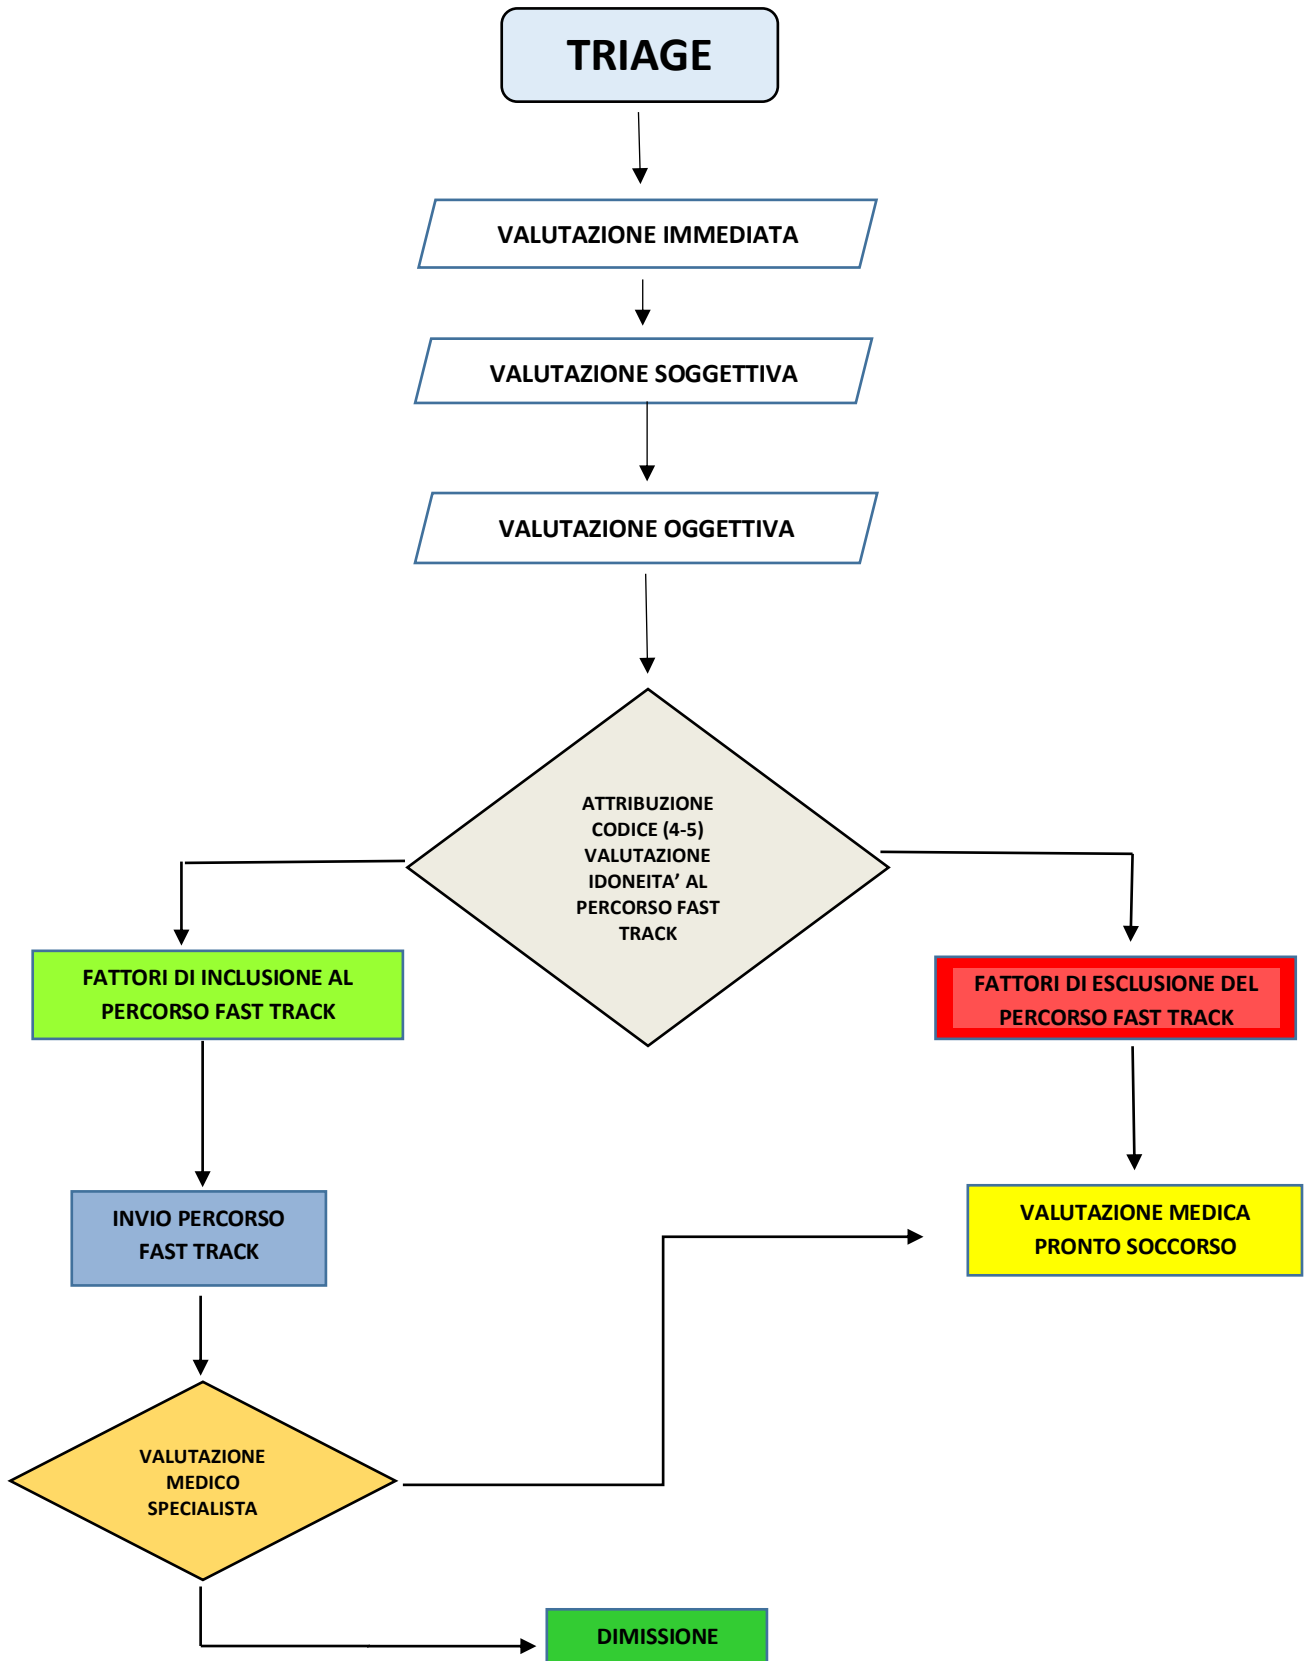 TRIAGE
VALUTAZIONE IMMEDIATA
VALUTAZIONE SOGGETTIVA
VALUTAZIONE OGGETTIVA
ATTRIBUZIONE
CODICE (4-5)
VALUTAZIONE
IDONEITA’ AL
PERCORSO FAST
TRACK
FATTORI DI INCLUSIONE AL
PERCORSO FAST TRACK
FATTORI DI ESCLUSIONE DEL
PERCORSO FAST TRACK
INVIO PERCORSO
FAST TRACK
VALUTAZIONE MEDICA
PRONTO SOCCORSO
VALUTAZIONE
MEDICO
SPECIALISTA
DIMISSIONE